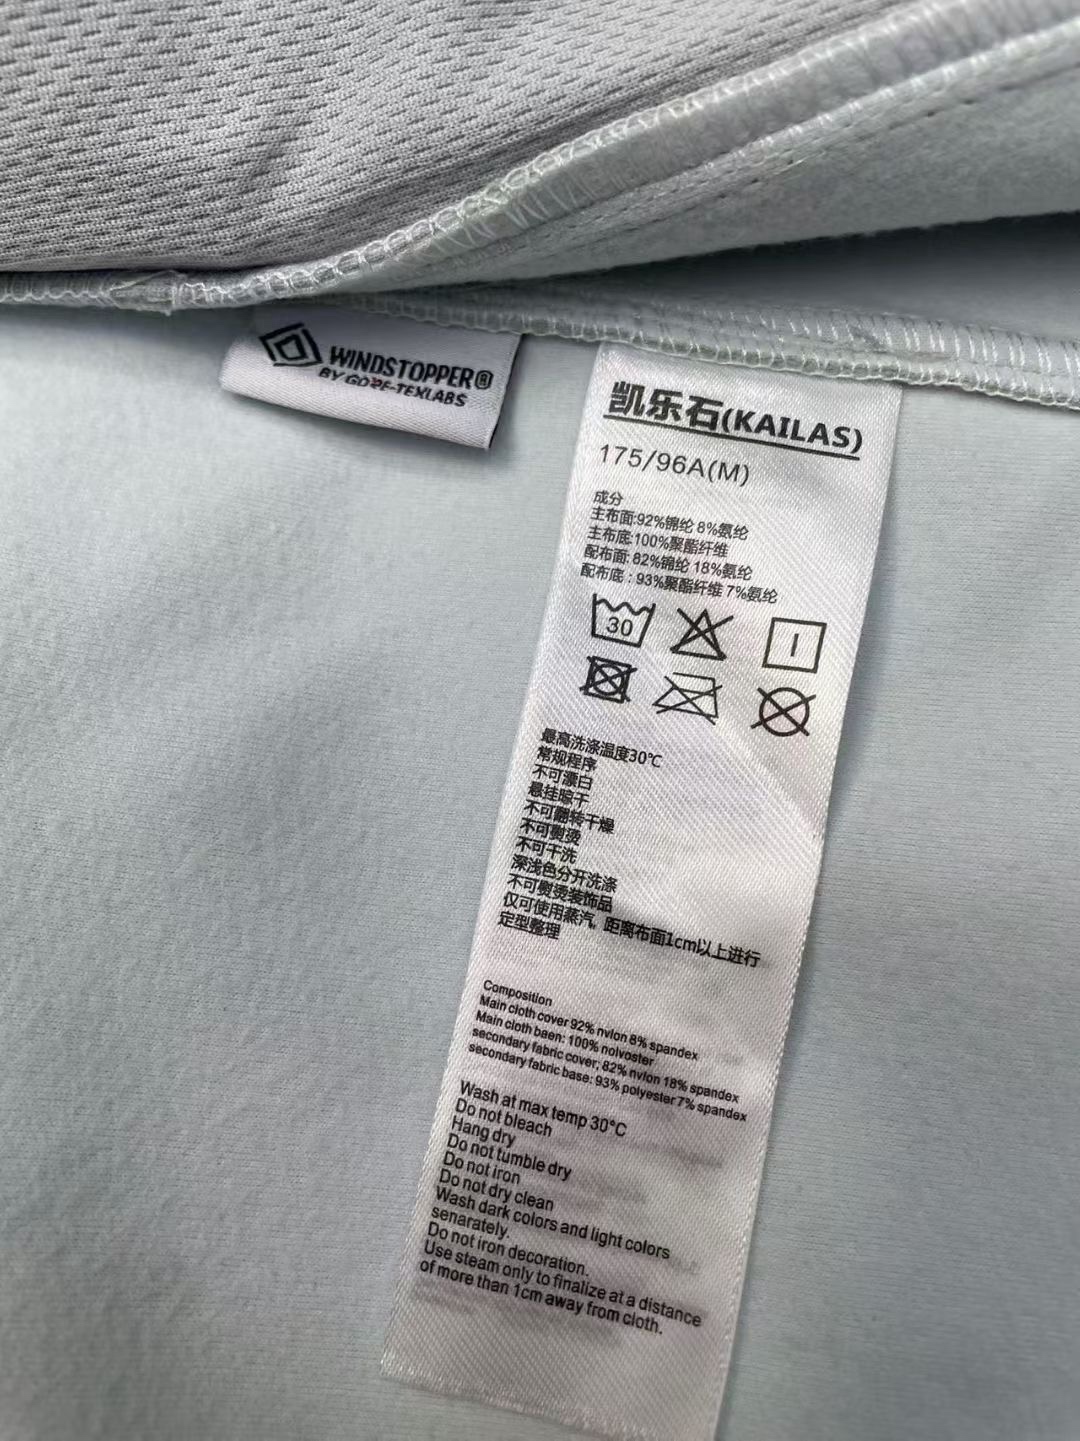 WINDSTOPPER®
BY GORE-TEXLABS
凯乐石(KAILAS)
175/96A(M)
成分
主布面:92%锦纶 8%氨纶
主布底:100%聚酯纤维
配布面: 82%锦纶 18%氨纶
配布底：93%聚酯纤维 7%氨纶
30
最高洗涤温度30℃
常规程序
不可漂白
悬挂晾干
不可翻转干燥
不可熨烫
不可干洗
深浅色分开洗涤
不可熨烫装饰品
仅可使用蒸汽, 距离布面1cm以上进行
定型整理
Composition
Main cloth cover 92% nvlon 8% spandex
Main cloth baen: 100% nolvoster
secondary fabric cover; 82% nvlon 18% spandex
secondary fabric base: 93% polyester 7% spandex
Wash at max temp 30°C
Do not bleach
Hang dry
Do not tumble dry
Do not iron
Do not dry clean
Wash dark colors and light colors
senarately.
Do not iron decoration.
Use steam only to finalize at a distance
of more than 1cm away from cloth.